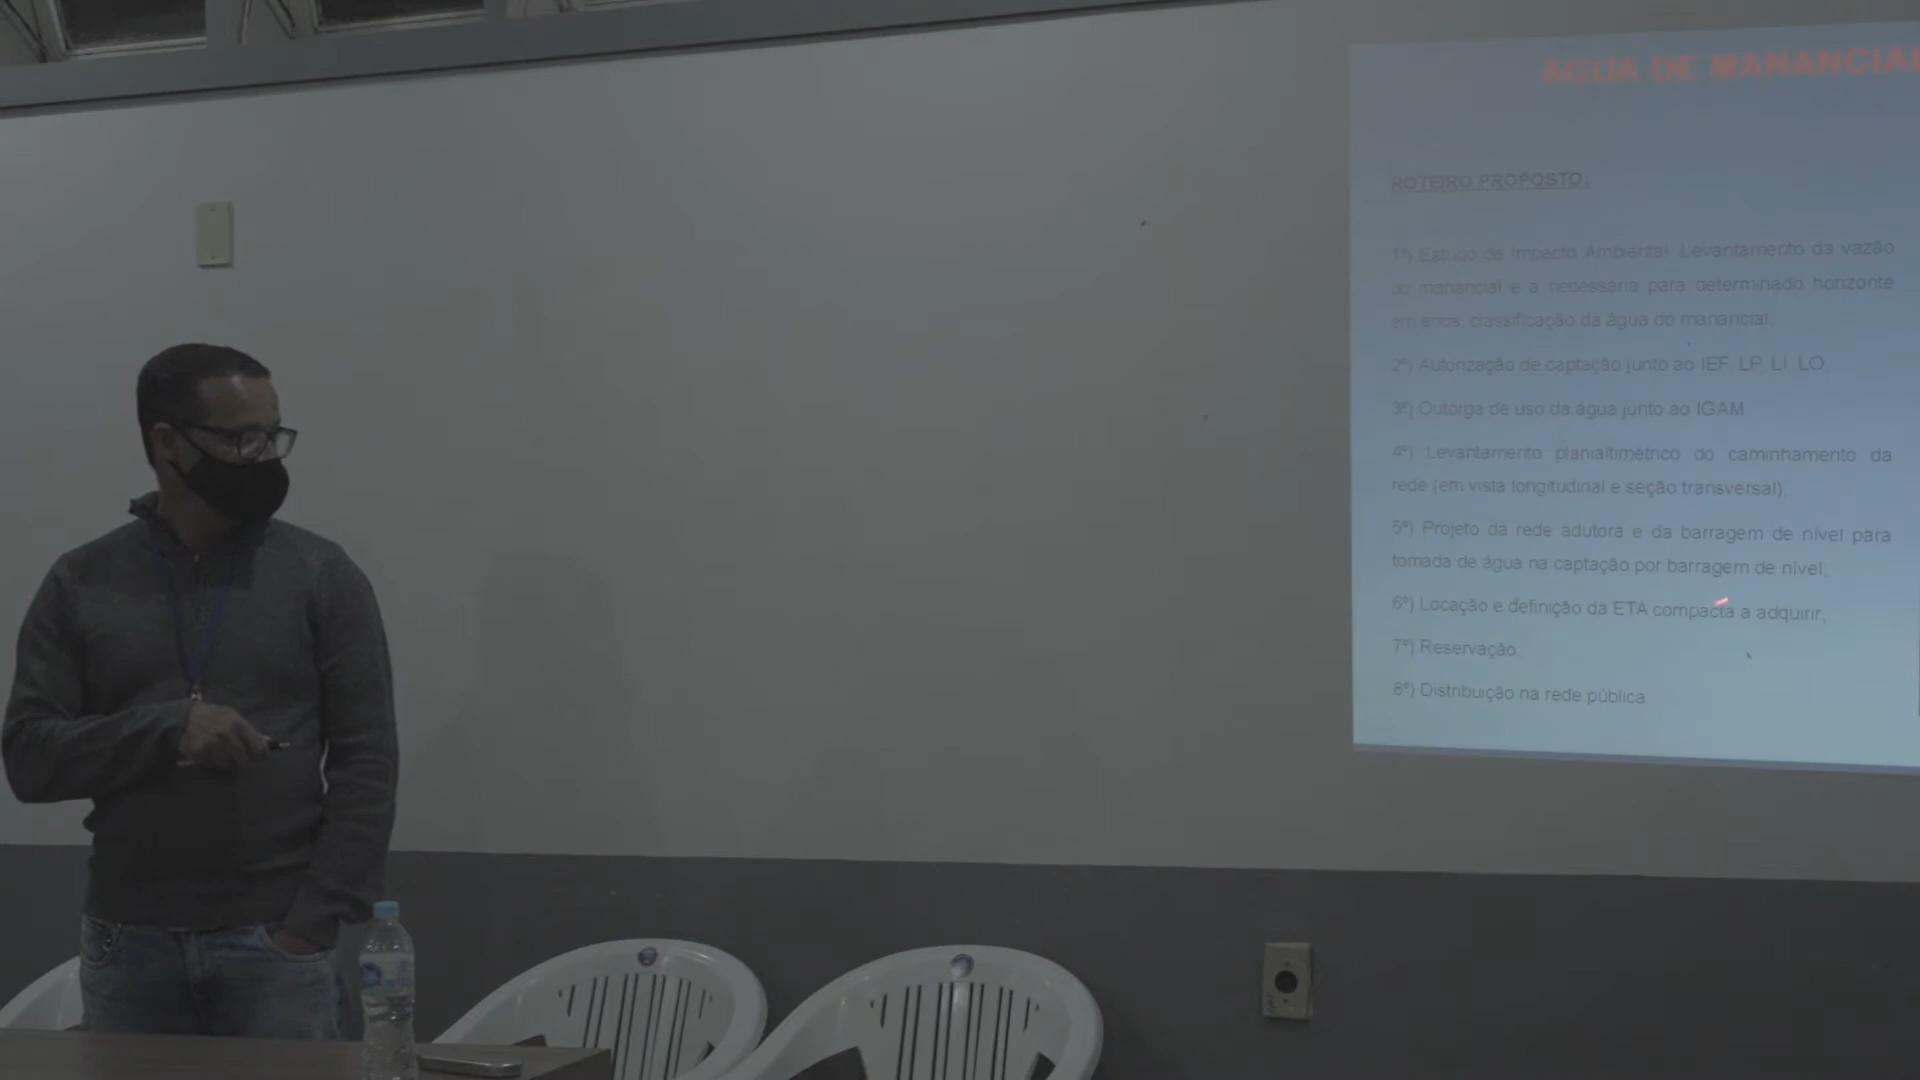 ÁGUA DE MANANCIAL
ROTEIRO PROPOSTO:
1º) Estudo de Impacto Ambiental. Levantamento da vazão
do manancial e a necessária para determinado horizonte
em anos, classificação da água do manancial;
2º) Autorização de captação junto ao IEF, LP, LI, LO;
3º) Outorga de uso da água junto ao IGAM
4º) Levantamento planialtimétrico do caminhamento da
rede (em vista longitudinal e seção transversal);
5º) Projeto da rede adutora e da barragem de nível para
tomada de água na captação por barragem de nível;
6º) Locação e definição da ETA compacta a adquirir;
7º) Reservação
8º) Distribuição na rede pública